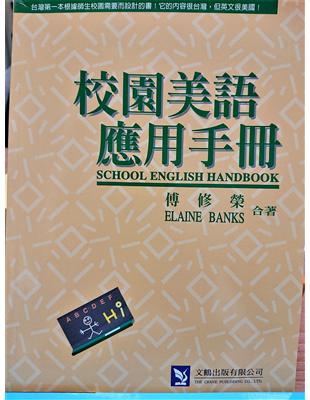 台灣第一本根據師生校園需要而設計的書！它的內容很台灣，但英文很美國！
校園美語
應用手冊
SCHOOL ENGLISH HANDBOOK
傅修榮
ELAINE BANKS
合著
ABCDEF
Hi
文鶴出版有限公司
THE CRANE PUBLISHING CO., LTD.